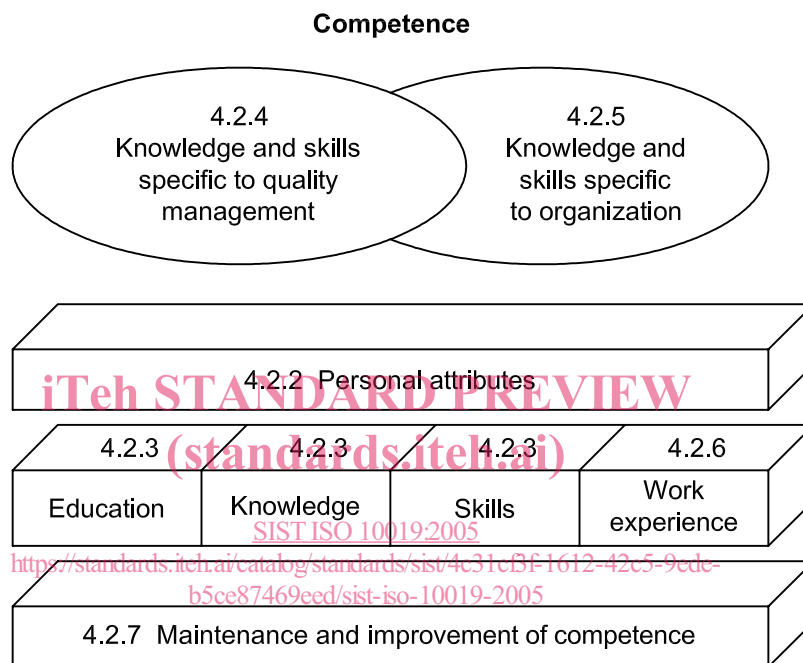 Competence
4.2.4
Knowledge and skills
specific to quality
management
4.2.5
Knowledge and
skills specific
to organization
4.2.2 Personal attributes
iTeh STANDARD PREVIEW
4.2.3
4.2.3
4.2.3
4.2.6
(standards.iteh.ai)
Education
Knowledge
Skills
Work
experience
SIST ISO 10019:2005
https://standards.iteh.ai/catalog/standards/sist/4c31cf3f-1612-42c5-9ede-
b5ce87469eed/sist-iso-10019-2005
4.2.7 Maintenance and improvement of competence